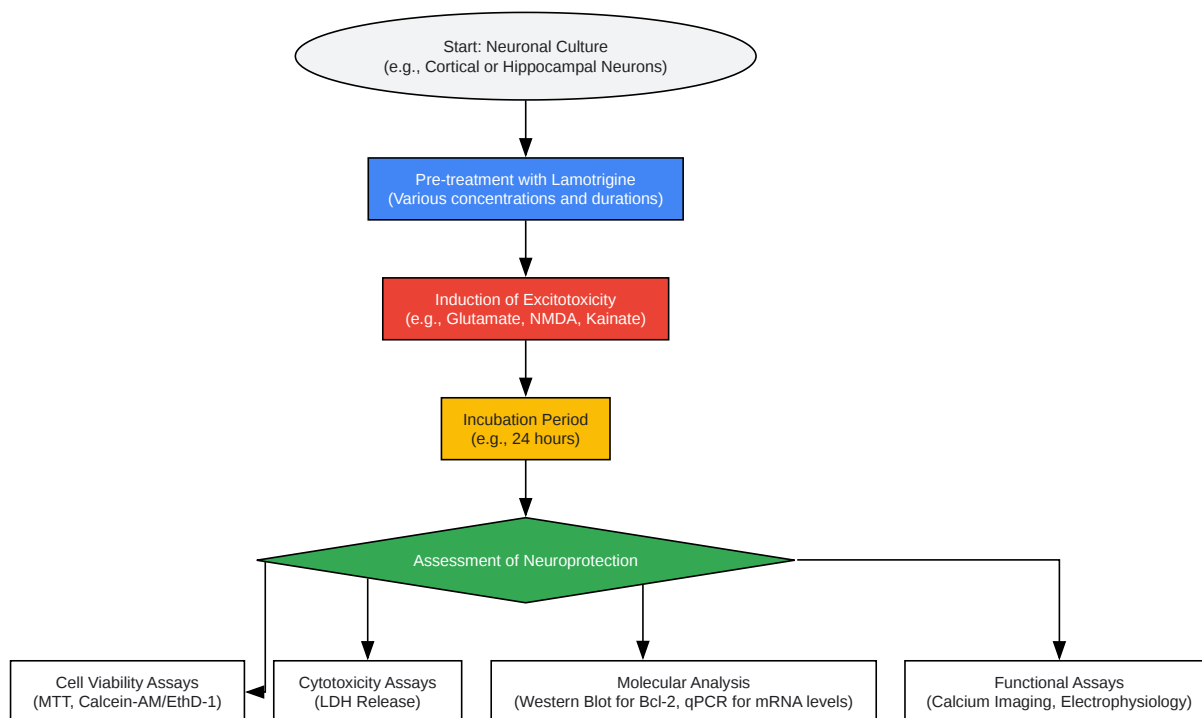 Start: Neuronal Culture
(e.g., Cortical or Hippocampal Neurons)
Pre-treatment with Lamotrigine
(Various concentrations and durations)
Induction of Excitotoxicity
(e.g., Glutamate, NMDA, Kainate)
Incubation Period
(e.g., 24 hours)
Assessment of Neuroprotection
Cell Viability Assays
(MTT, Calcein-AM/EthD-1)
Cytotoxicity Assays
(LDH Release)
Molecular Analysis
(Western Blot for Bcl-2, qPCR for mRNA levels)
Functional Assays
(Calcium Imaging, Electrophysiology)